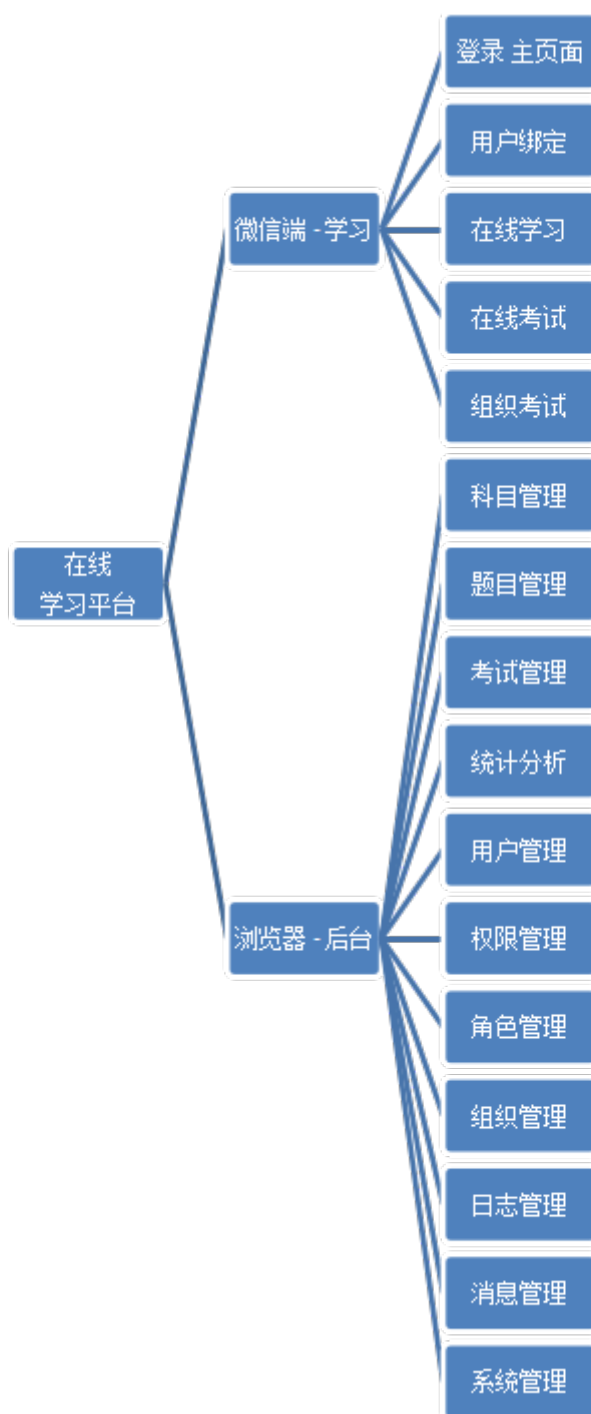 登录 主页面
用户绑定
微信端 - 学习
在线学习
在线考试
组织考试
科目管理
在线
学习平台
题目管理
考试管理
统计分析
用户管理
浏览器 - 后台
权限管理
角色管理
组织管理
日志管理
消息管理
系统管理